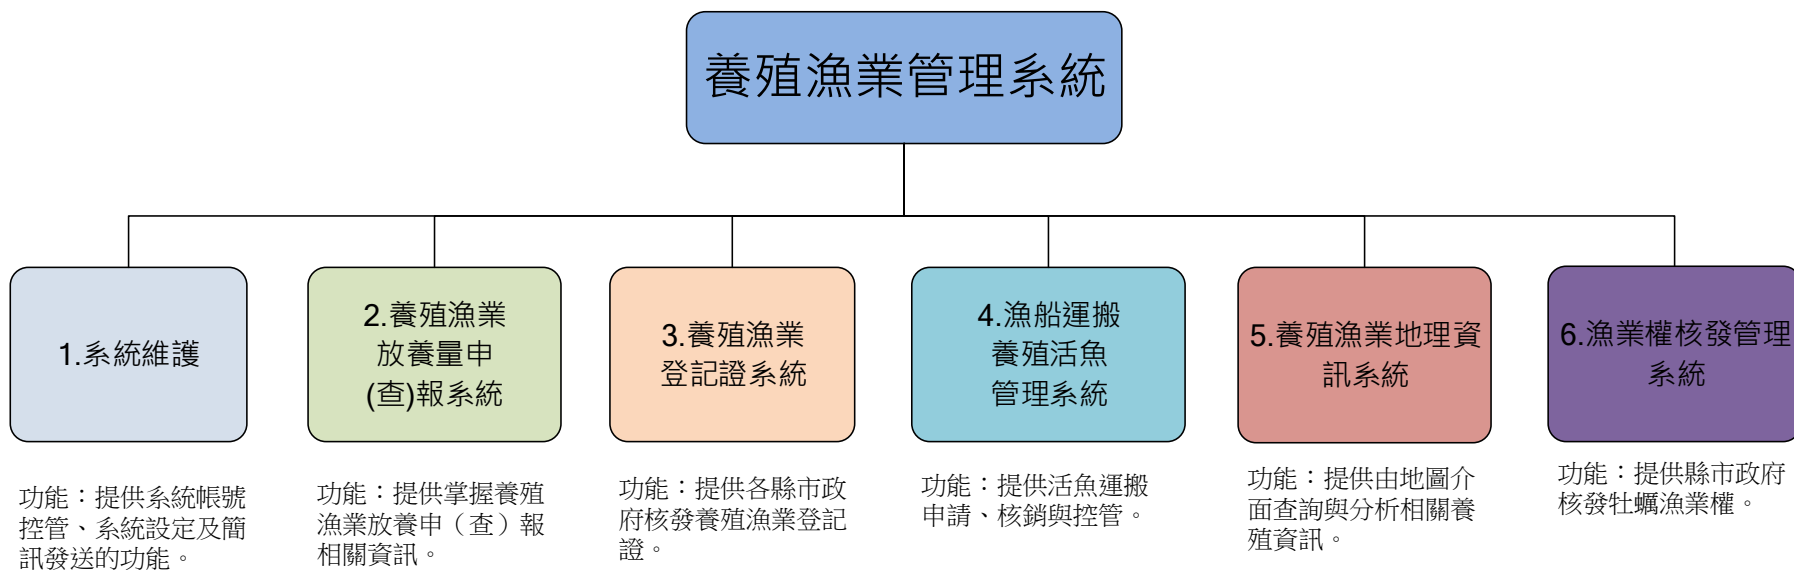 養殖漁業管理系統
1.系統維護
2.養殖漁業
放養量申
(查)報系統
3.養殖漁業
登記證系統
4.漁船運搬
養殖活魚
管理系統
5.養殖漁業地理資
訊系統
6.漁業權核發管理
系統
功能：提供系統帳號
控管、系統設定及簡
訊發送的功能。
功能：提供掌握養殖
漁業放養申（查）報
相關資訊。
功能：提供各縣市政
府核發養殖漁業登記
證。
功能：提供活魚運搬
申請、核銷與控管。
功能：提供由地圖介
面查詢與分析相關養
殖資訊。
功能：提供縣市政府
核發牡蠣漁業權。